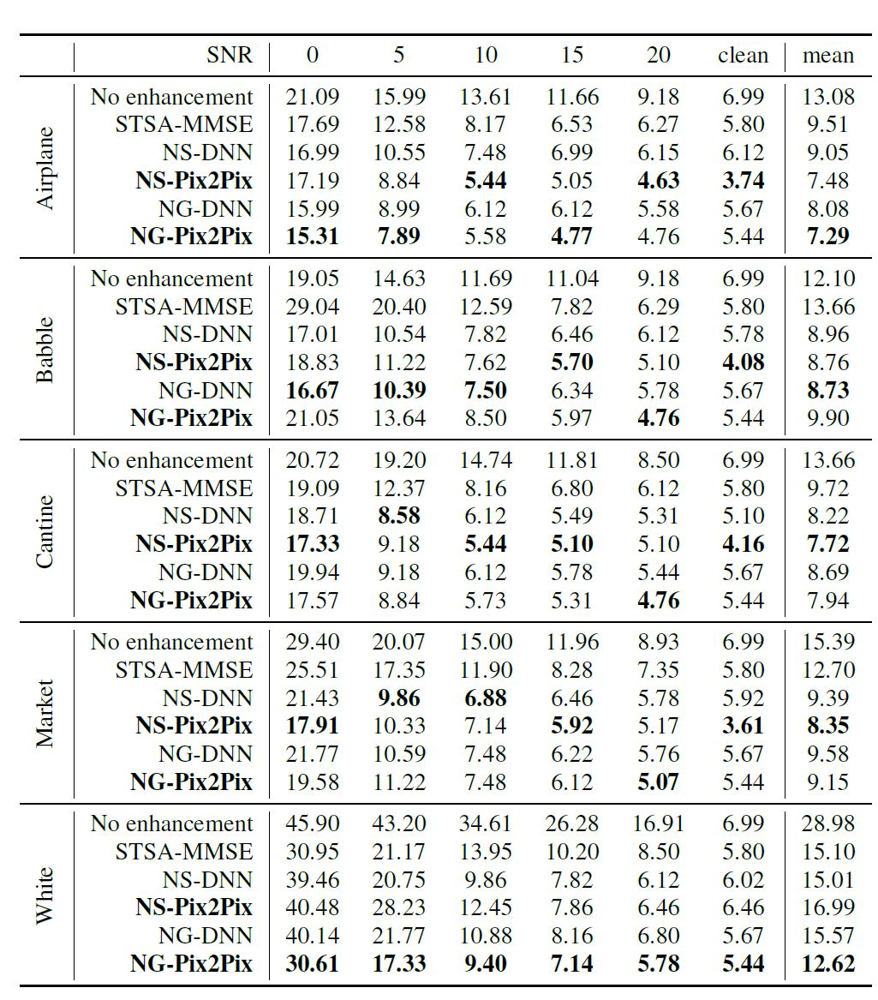 SNR 0 5 10 15 20 clean mean
Airplane
No enhancement 21.09 15.99 13.61 11.66 9.18 6.99 13.08
STSA-MMSE 17.69 12.58 8.17 6.53 6.27 5.80 9.51
NS-DNN 16.99 10.55 7.48 6.99 6.15 6.12 9.05
NS-Pix2Pix 17.19 8.84 5.44 5.05 4.63 3.74 7.48
NG-DNN 15.99 8.99 6.12 6.12 5.58 5.67 8.08
NG-Pix2Pix 15.31 7.89 5.58 4.77 4.76 5.44 7.29
Babble
No enhancement 19.05 14.63 11.69 11.04 9.18 6.99 12.10
STSA-MMSE 29.04 20.40 12.59 7.82 6.29 5.80 13.66
NS-DNN 17.01 10.54 7.82 6.46 6.12 5.78 8.96
NS-Pix2Pix 18.83 11.22 7.62 5.70 5.10 4.08 8.76
NG-DNN 16.67 10.39 7.50 6.34 5.78 5.67 8.73
NG-Pix2Pix 21.05 13.64 8.50 5.97 4.76 5.44 9.90
Cantine
No enhancement 20.72 19.20 14.74 11.81 8.50 6.99 13.66
STSA-MMSE 19.09 12.37 8.16 6.80 6.12 5.80 9.72
NS-DNN 18.71 8.58 6.12 5.49 5.31 5.10 8.22
NS-Pix2Pix 17.33 9.18 5.44 5.10 5.10 4.16 7.72
NG-DNN 19.94 9.18 6.12 5.78 5.44 5.67 8.69
NG-Pix2Pix 17.57 8.84 5.73 5.31 4.76 5.44 7.94
Market
No enhancement 29.40 20.07 15.00 11.96 8.93 6.99 15.39
STSA-MMSE 25.51 17.35 11.90 8.28 7.35 5.80 12.70
NS-DNN 21.43 9.86 6.88 6.46 5.78 5.92 9.39
NS-Pix2Pix 17.91 10.33 7.14 5.92 5.17 3.61 8.35
NG-DNN 21.77 10.59 7.48 6.22 5.76 5.67 9.58
NG-Pix2Pix 19.58 11.22 7.48 6.12 5.07 5.44 9.15
White
No enhancement 45.90 43.20 34.61 26.28 16.91 6.99 28.98
STSA-MMSE 30.95 21.17 13.95 10.20 8.50 5.80 15.10
NS-DNN 39.46 20.75 9.86 7.82 6.12 6.02 15.01
NS-Pix2Pix 40.48 28.23 12.45 7.86 6.46 6.46 16.99
NG-DNN 40.14 21.77 10.88 8.16 6.80 5.67 15.57
NG-Pix2Pix 30.61 17.33 9.40 7.14 5.78 5.44 12.62